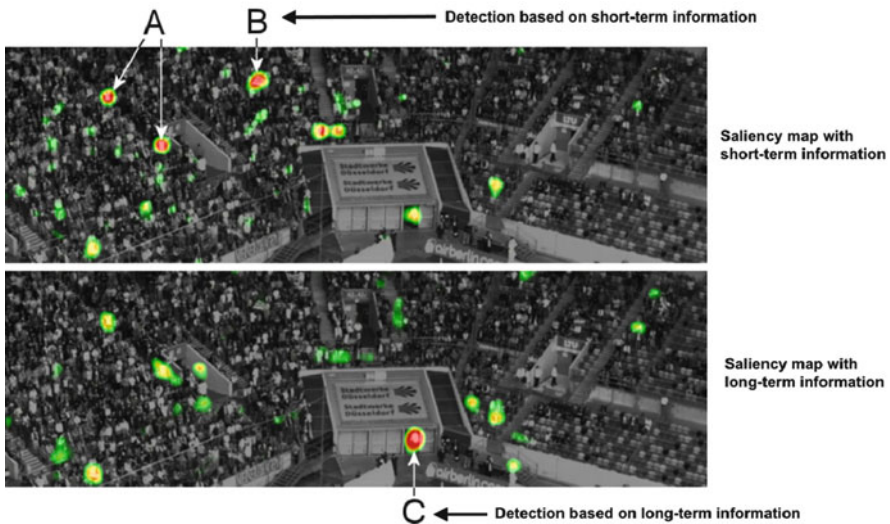 A
B
Detection based on short-term information
Saliency map with
short-term information
Stadtwerke
Düsseldorf
Stadtwerke
Düsseldorf
airberlin.c
Saliency map with
long-term information
Stadtwerke
Düsseldorf
Stadtwerke
Düsseldorf
airberlin.c
C
Detection based on long-term information